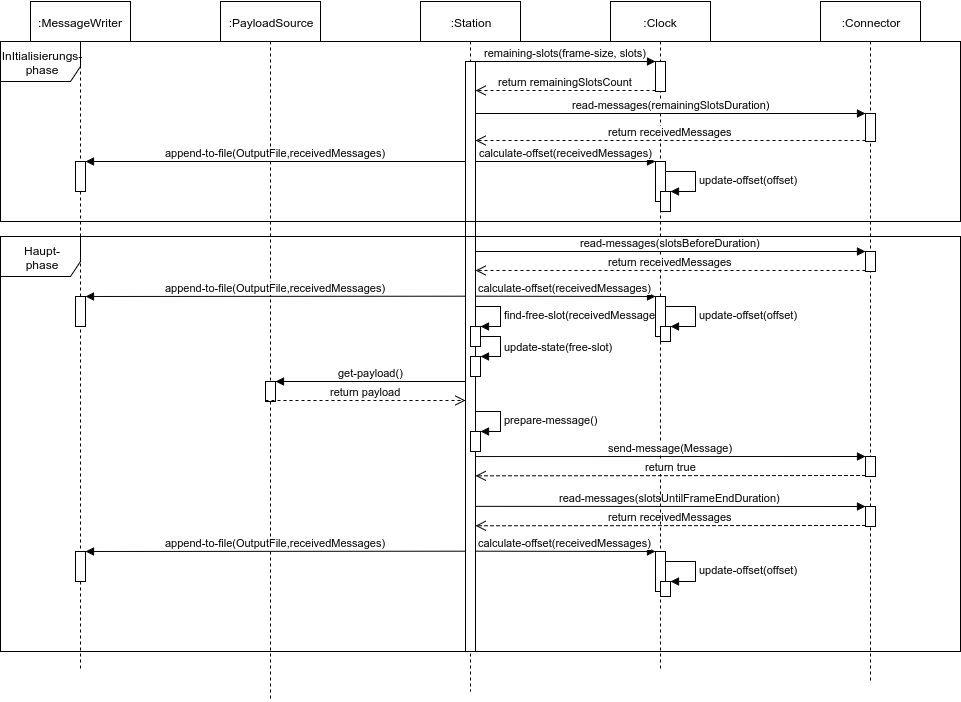 :MessageWriter
:PayloadSource
:Station
:Clock
:Connector
InItialisierungs-
phase
remaining-slots(frame-size, slots)
return remainingSlotsCount
read-messages(remainingSlotsDuration)
return receivedMessages
append-to-file(OutputFile,receivedMessages)
calculate-offset(receivedMessages)
update-offset(offset)
Haupt-
phase
read-messages(slotsBeforeDuration)
return receivedMessages
append-to-file(OutputFile,receivedMessages)
calculate-offset(receivedMessages)
find-free-slot(receivedMessage
update-offset(offset)
update-state(free-slot)
get-payload()
return payload
prepare-message()
send-message(Message)
return true
read-messages(slotsUntilFrameEndDuration)
return receivedMessages
append-to-file(OutputFile,receivedMessages)
calculate-offset(receivedMessages)
update-offset(offset)